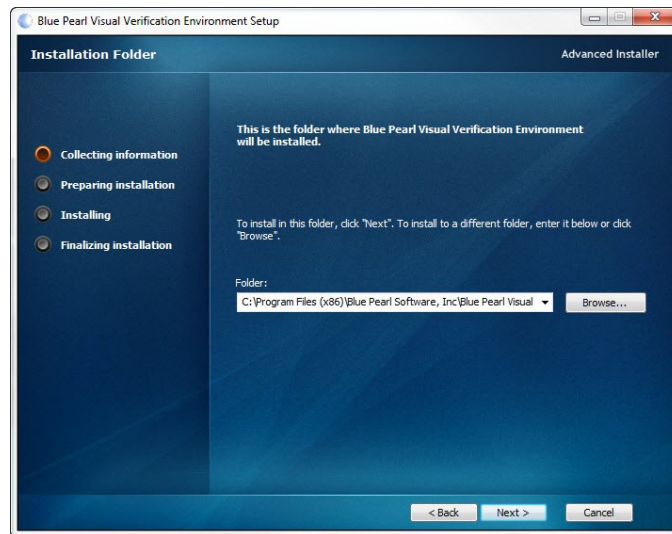 Blue Pearl Visual Verification Environment Setup
Installation Folder
Advanced Installer
Collecting information
Preparing installation
Installing
Finalizing installation
This is the folder where Blue Pearl Visual Verification Environment
will be installed.
To install in this folder, click "Next". To install to a different folder, enter it below or click
"Browse".
Folder:
C:\Program Files (x86)\Blue Pearl Software, Inc\Blue Pearl Visual
Browse...
< Back
Next >
Cancel